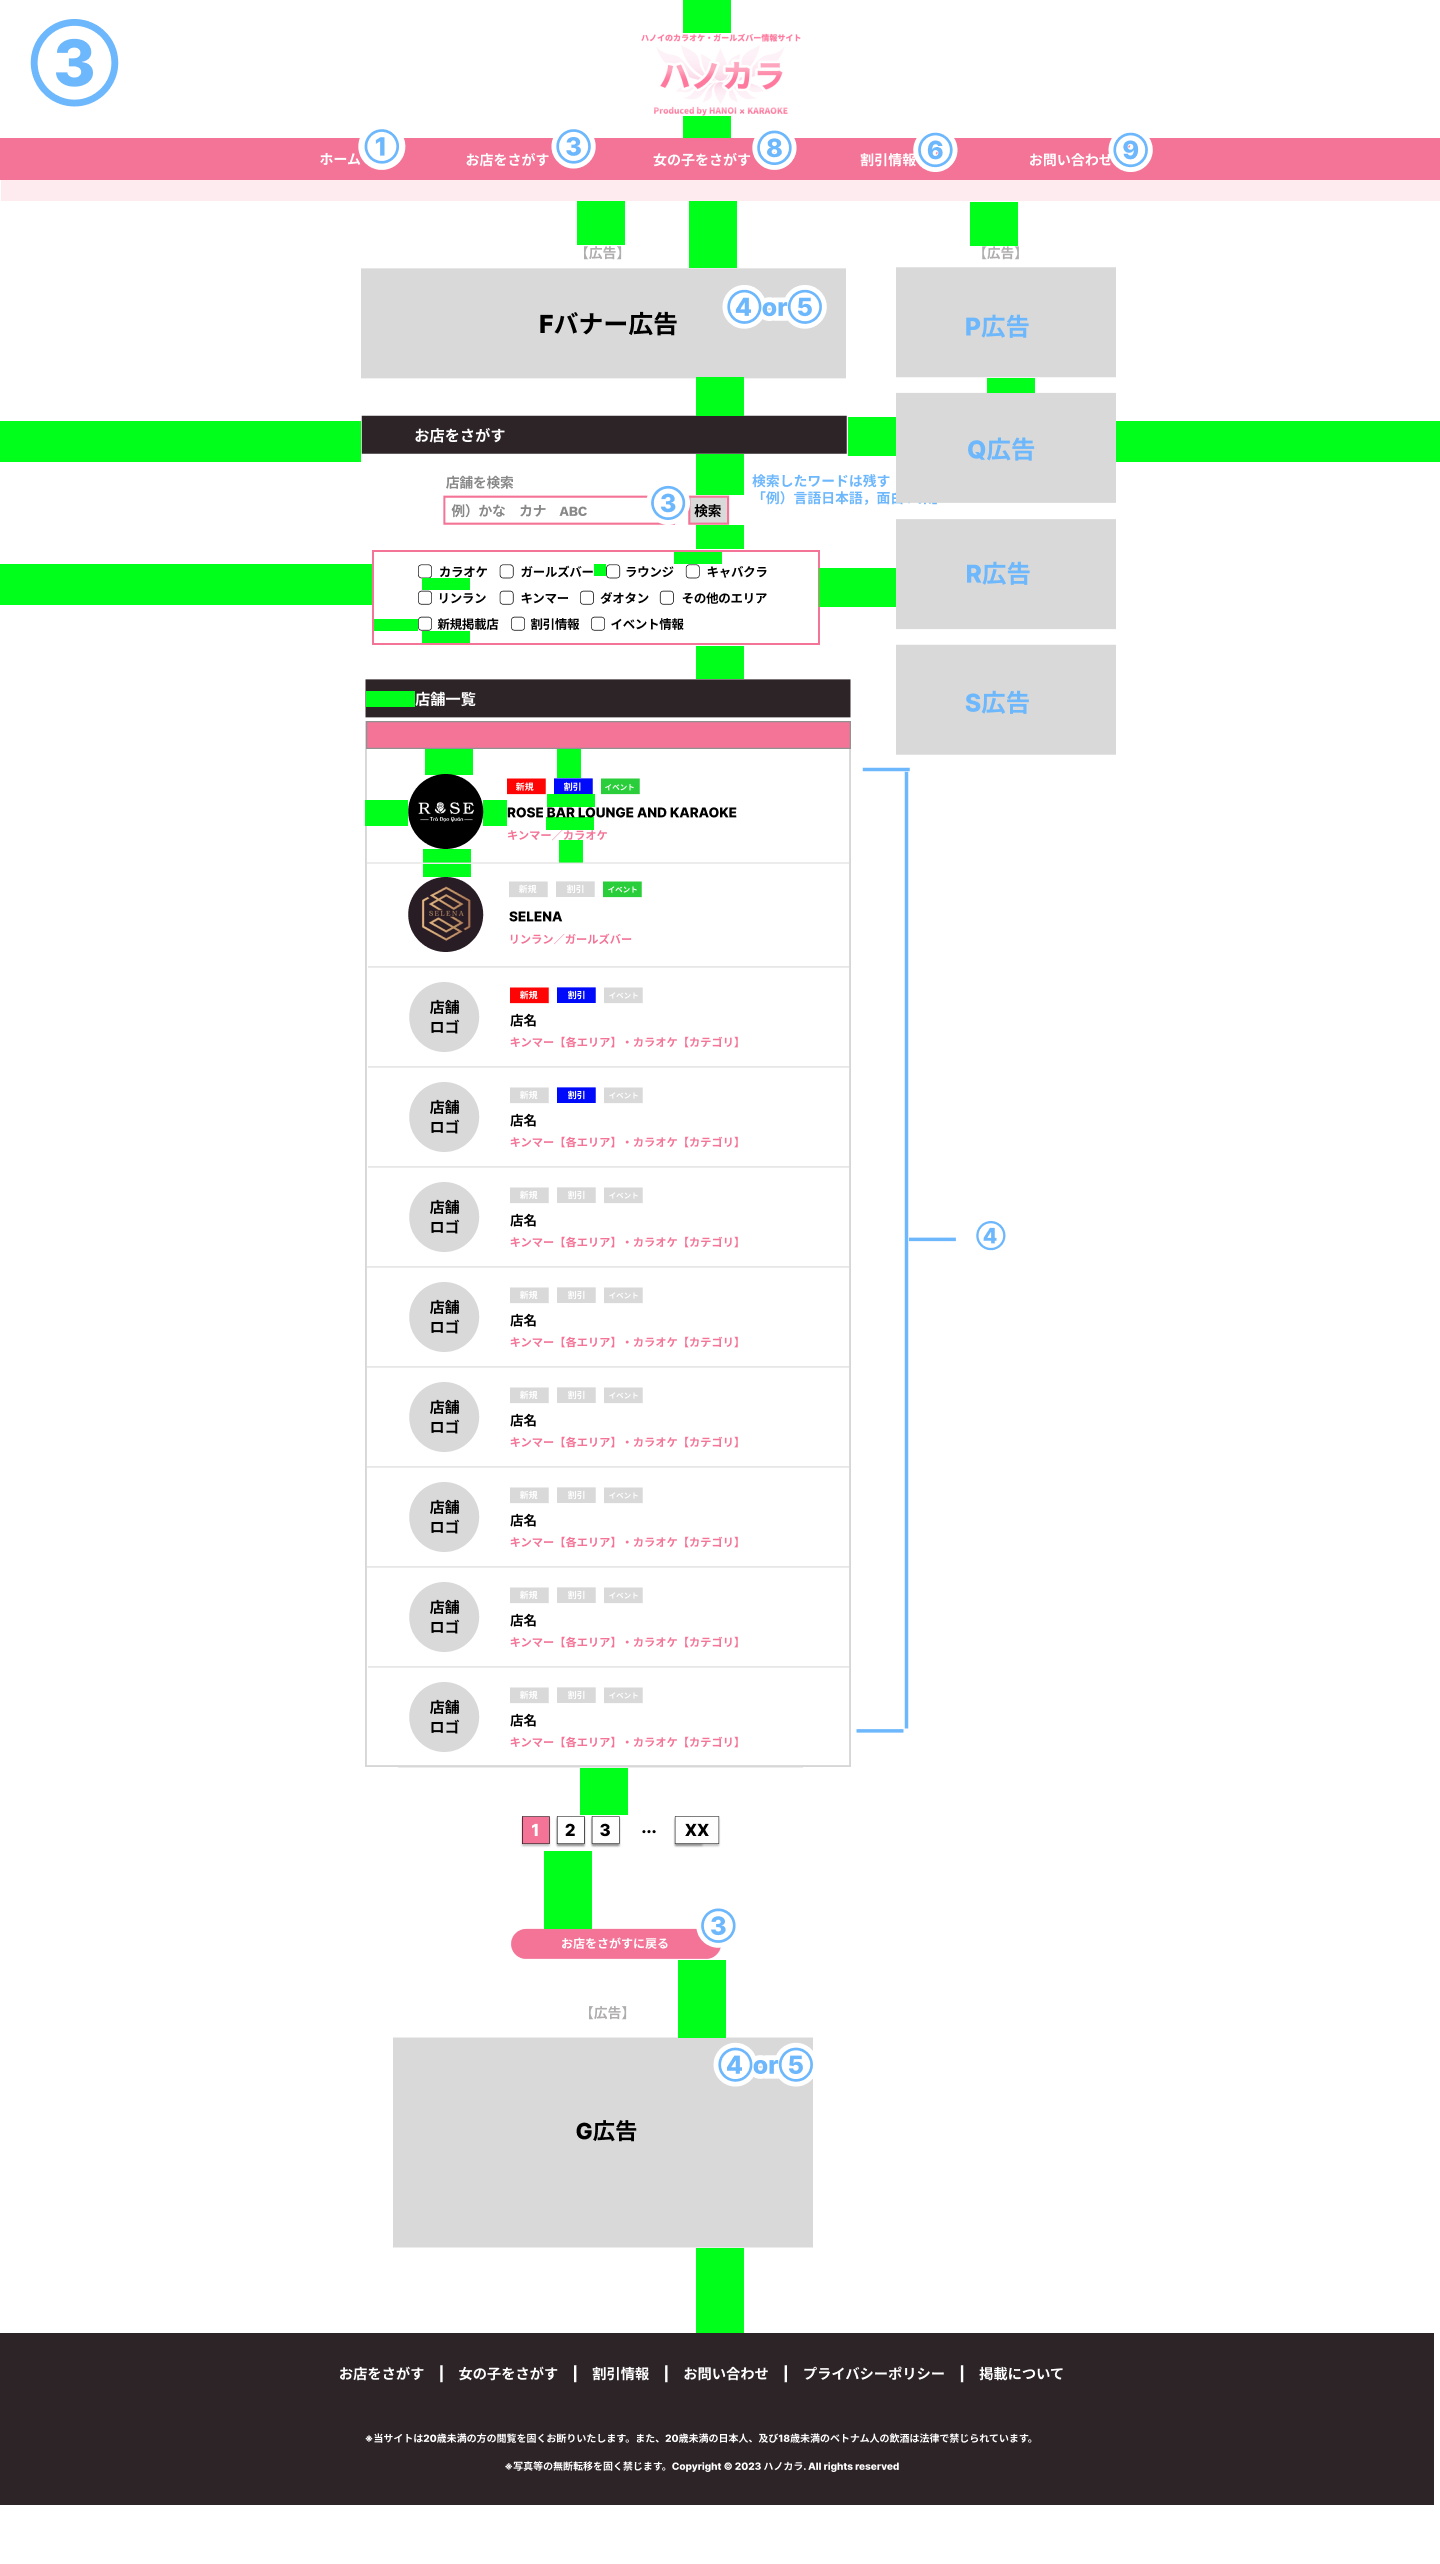 ③
ハノイのカラオケ・ガールズバー情報サイト
ハノカラ
Produced by HANOI × KARAOKE
ホーム ① お店をさがす ③ 女の子をさがす ⑧ 割引情報 ⑥ お問い合わせ ⑨
【広告】
【広告】
Fバナー広告
④or⑤
P広告
お店をさがす
Q広告
店舗を検索
検索したワードは残す
「例）言語日本語，面白
例）かな　カナ　ABC
③
検索
カラオケ ガールズバー ラウンジ キャバクラ
リンラン キンマー ダオタン その他のエリア
新規掲載店 割引情報 イベント情報
R広告
店舗一覧
S広告
ROSE
Trà Đạo Quán
新規 割引 イベント
ROSE BAR LOUNGE AND KARAOKE
キンマー／カラオケ
SELENA
新規 割引 イベント
SELENA
リンラン／ガールズバー
店舗
ロゴ
新規 割引 イベント
店名
キンマー【各エリア】・カラオケ【カテゴリ】
店舗
ロゴ
新規 割引 イベント
店名
キンマー【各エリア】・カラオケ【カテゴリ】
店舗
ロゴ
新規 割引 イベント
店名
キンマー【各エリア】・カラオケ【カテゴリ】
④
店舗
ロゴ
新規 割引 イベント
店名
キンマー【各エリア】・カラオケ【カテゴリ】
店舗
ロゴ
新規 割引 イベント
店名
キンマー【各エリア】・カラオケ【カテゴリ】
店舗
ロゴ
新規 割引 イベント
店名
キンマー【各エリア】・カラオケ【カテゴリ】
店舗
ロゴ
新規 割引 イベント
店名
キンマー【各エリア】・カラオケ【カテゴリ】
店舗
ロゴ
新規 割引 イベント
店名
キンマー【各エリア】・カラオケ【カテゴリ】
1 2 3 … XX
③
お店をさがすに戻る
【広告】
④or⑤
G広告
お店をさがす | 女の子をさがす | 割引情報 | お問い合わせ | プライバシーポリシー | 掲載について
※当サイトは20歳未満の方の閲覧を固くお断りいたします。また、20歳未満の日本人、及び18歳未満のベトナム人の飲酒は法律で禁じられています。
※写真等の無断転移を固く禁じます。Copyright © 2023 ハノカラ. All rights reserved